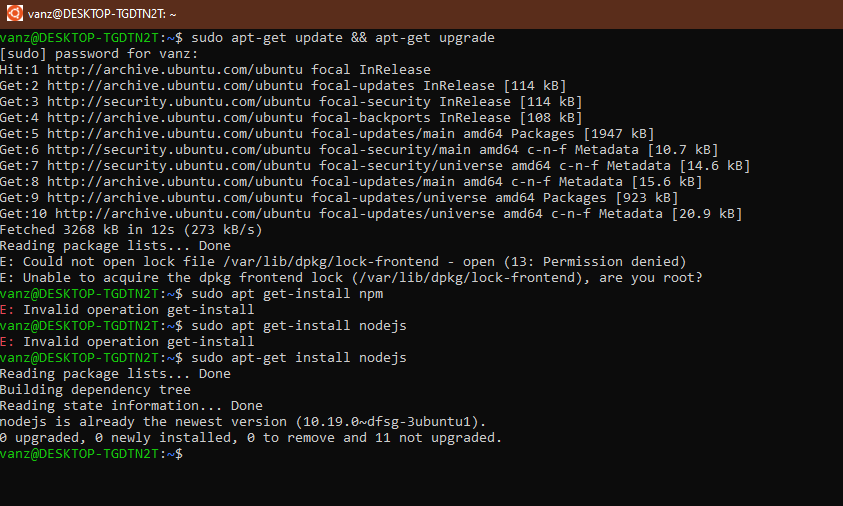 vanz@DESKTOP-TGDTN2T: ~
vanz@DESKTOP-TGDTN2T:~$ sudo apt-get update && apt-get upgrade
[sudo] password for vanz:
Hit:1 http://archive.ubuntu.com/ubuntu focal InRelease
Get:2 http://archive.ubuntu.com/ubuntu focal-updates InRelease [114 kB]
Get:3 http://security.ubuntu.com/ubuntu focal-security InRelease [114 kB]
Get:4 http://archive.ubuntu.com/ubuntu focal-backports InRelease [108 kB]
Get:5 http://archive.ubuntu.com/ubuntu focal-updates/main amd64 Packages [1947 kB]
Get:6 http://security.ubuntu.com/ubuntu focal-security/main amd64 c-n-f Metadata [10.7 kB]
Get:7 http://security.ubuntu.com/ubuntu focal-security/universe amd64 c-n-f Metadata [14.6 kB]
Get:8 http://archive.ubuntu.com/ubuntu focal-updates/main amd64 c-n-f Metadata [15.6 kB]
Get:9 http://archive.ubuntu.com/ubuntu focal-updates/universe amd64 Packages [923 kB]
Get:10 http://archive.ubuntu.com/ubuntu focal-updates/universe amd64 c-n-f Metadata [20.9 kB]
Fetched 3268 kB in 12s (273 kB/s)
Reading package lists... Done
E: Could not open lock file /var/lib/dpkg/lock-frontend - open (13: Permission denied)
E: Unable to acquire the dpkg frontend lock (/var/lib/dpkg/lock-frontend), are you root?
vanz@DESKTOP-TGDTN2T:~$ sudo apt get-install npm
E: Invalid operation get-install
vanz@DESKTOP-TGDTN2T:~$ sudo apt get-install nodejs
E: Invalid operation get-install
vanz@DESKTOP-TGDTN2T:~$ sudo apt-get install nodejs
Reading package lists... Done
Building dependency tree
Reading state information... Done
nodejs is already the newest version (10.19.0~dfsg-3ubuntu1).
0 upgraded, 0 newly installed, 0 to remove and 11 not upgraded.
vanz@DESKTOP-TGDTN2T:~$